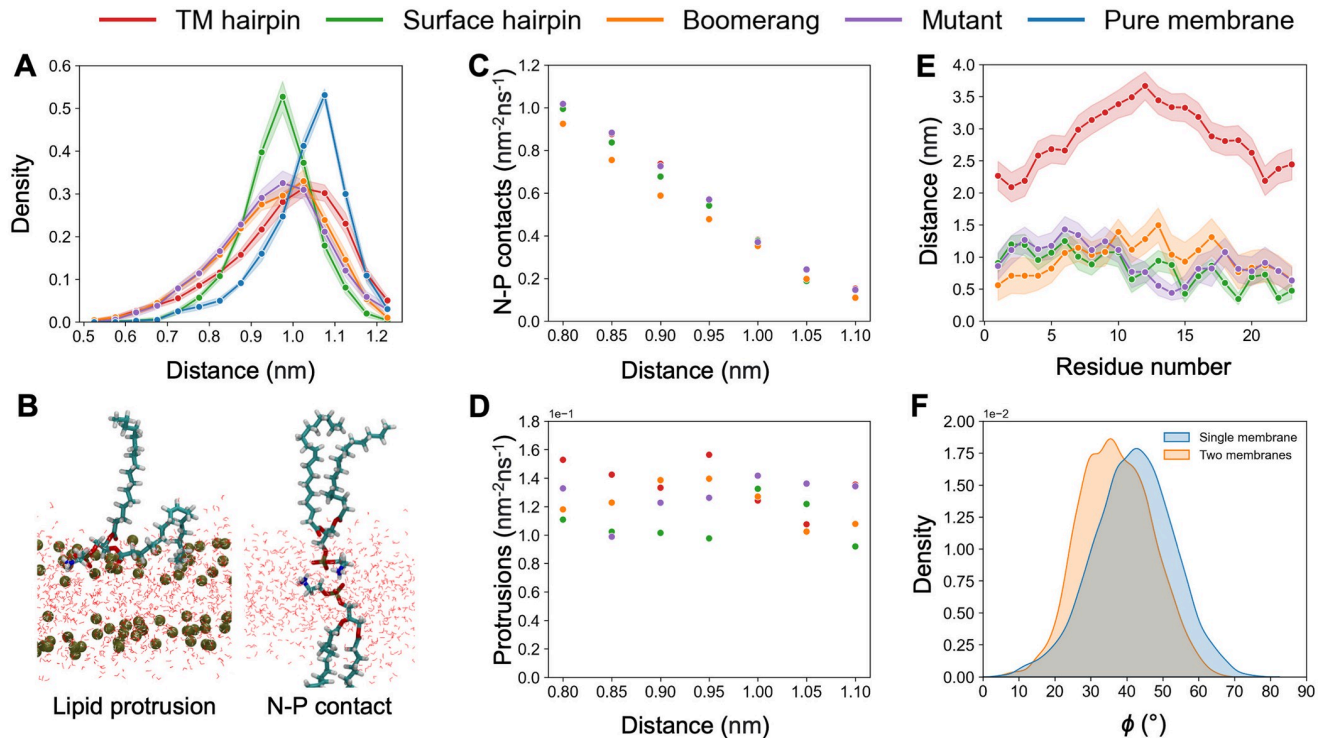 TM hairpin Surface hairpin Boomerang Mutant Pure membrane
A
0.6
0.5
0.4
0.3
0.2
0.1
0.0
Density
0.5 0.6 0.7 0.8 0.9 1.0 1.1 1.2
Distance (nm)
B
Lipid protrusion N-P contact
C
1.2
1.0
0.8
0.6
0.4
0.2
0.0
N-P contacts (nm⁻²ns⁻¹)
0.80 0.85 0.90 0.95 1.00 1.05 1.10
Distance (nm)
D
1e−1
1.8
1.6
1.4
1.2
1.0
0.8
0.6
0.4
0.2
0.0
Protrusions (nm⁻²ns⁻¹)
0.80 0.85 0.90 0.95 1.00 1.05 1.10
Distance (nm)
E
4.0
3.5
3.0
2.5
2.0
1.5
1.0
0.5
0.0
Distance (nm)
0 5 10 15 20
Residue number
F
1e−2
2.00
1.75
1.50
1.25
1.00
0.75
0.50
0.25
0.00
Density
Single membrane
Two membranes
0 10 20 30 40 50 60 70 80 90
ϕ (°)